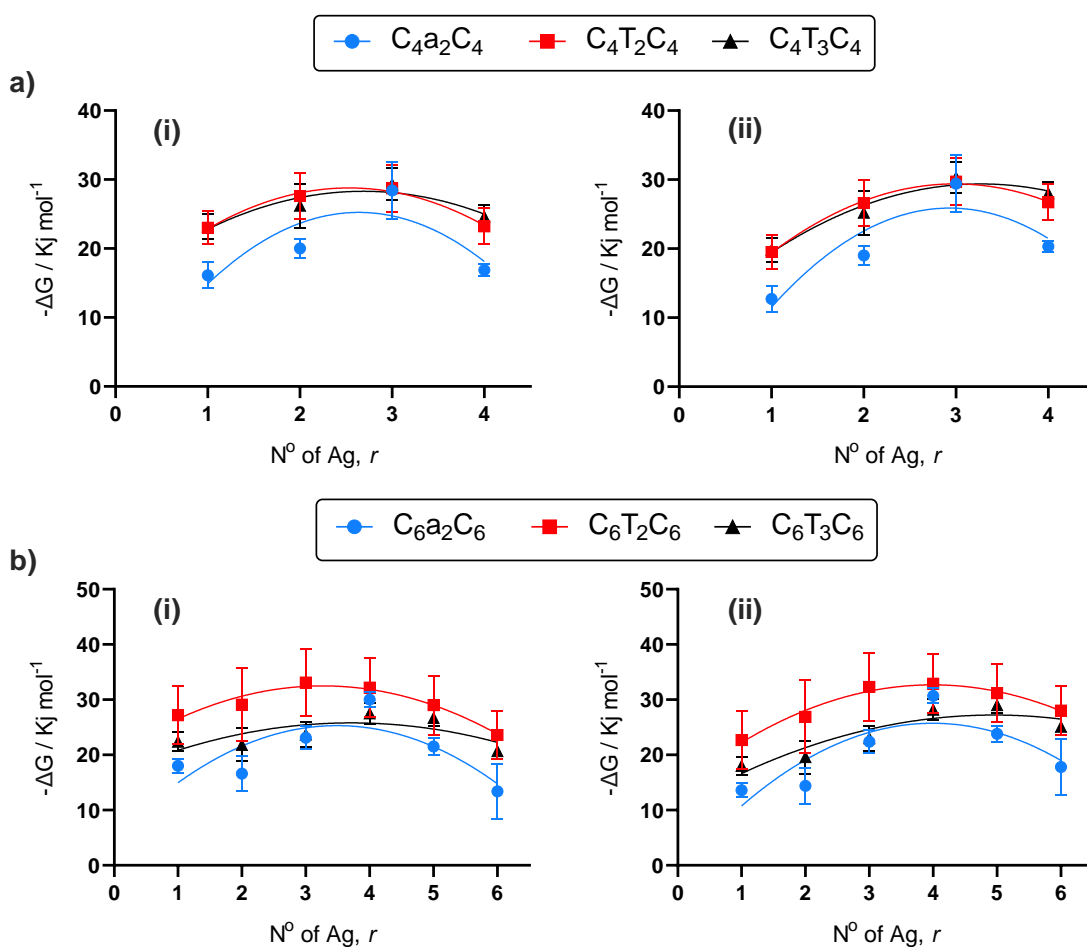 C₄a₂C₄ C₄T₂C₄ C₄T₃C₄
a)
(i)
40
30
20
10
0
-ΔG / Kj mol⁻¹
0 1 2 3 4
Nº of Ag, r
(ii)
40
30
20
10
0
-ΔG / Kj mol⁻¹
0 1 2 3 4
Nº of Ag, r
C₆a₂C₆ C₆T₂C₆ C₆T₃C₆
b)
(i)
50
40
30
20
10
0
-ΔG / Kj mol⁻¹
0 1 2 3 4 5 6
Nº of Ag, r
(ii)
50
40
30
20
10
0
-ΔG / Kj mol⁻¹
0 1 2 3 4 5 6
Nº of Ag, r